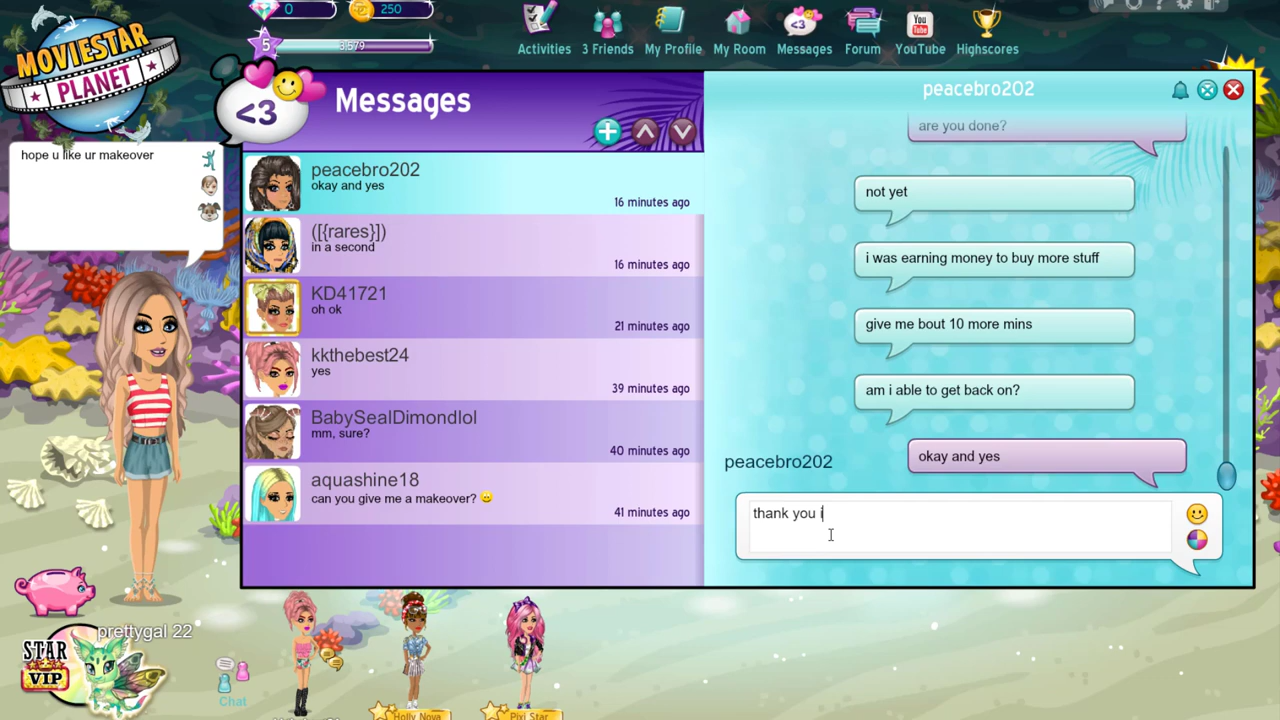 0
250
5
3,579
MOVIESTAR
PLANET
Activities
3 Friends
My Profile
My Room
<3
Messages
Forum
You
Tube
YouTube
Highscores
hope u like ur makeover
<3
Messages
peacebro202
okay and yes
16 minutes ago
([{rares}])
in a second
16 minutes ago
KD41721
oh ok
21 minutes ago
kkthebest24
yes
39 minutes ago
BabySealDimondlol
mm, sure?
40 minutes ago
aquashine18
can you give me a makeover?
41 minutes ago
peacebro202
are you done?
not yet
i was earning money to buy more stuff
give me bout 10 more mins
am i able to get back on?
okay and yes
peacebro202
thank you i
prettygal 22
STAR
VIP
Chat
Holly Nova
Pixi Star